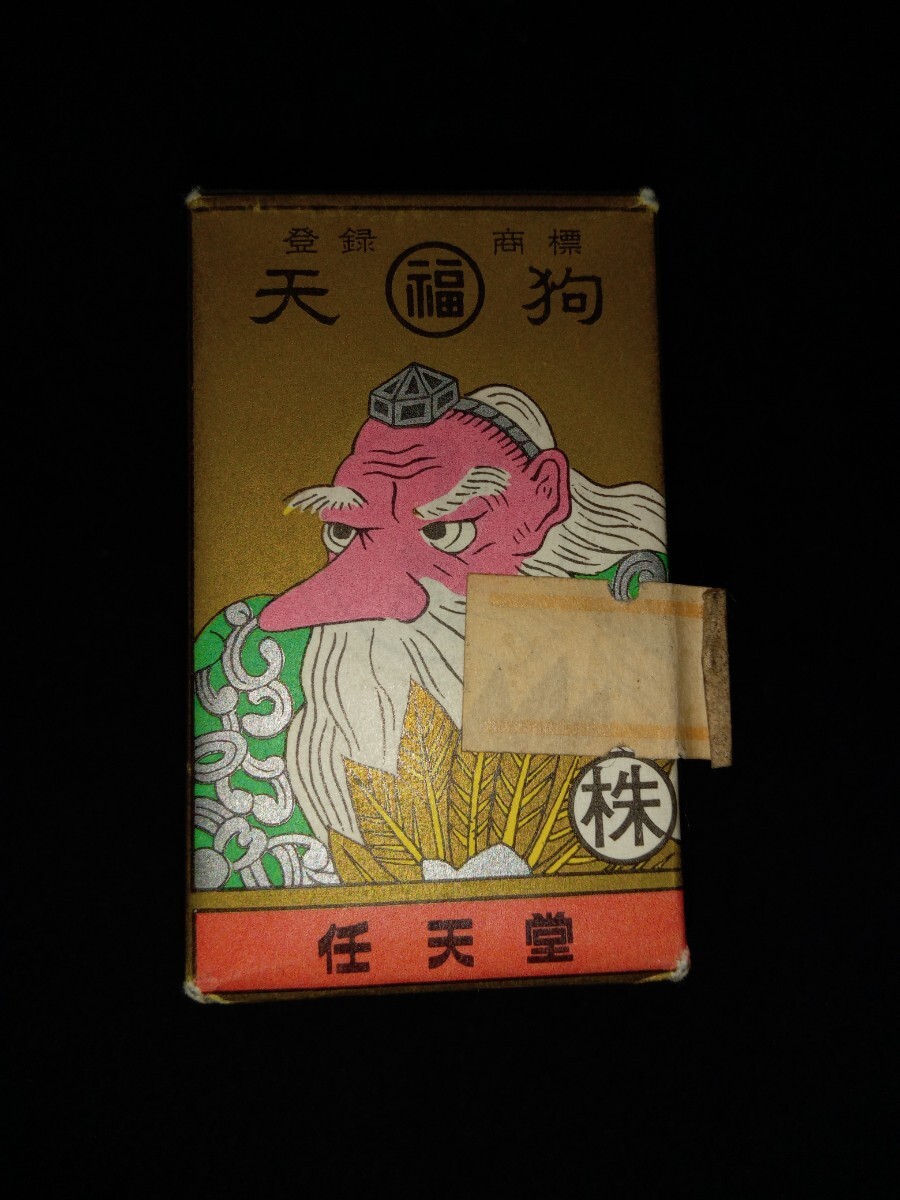 登録 商標
天 福 狗
株
任天堂